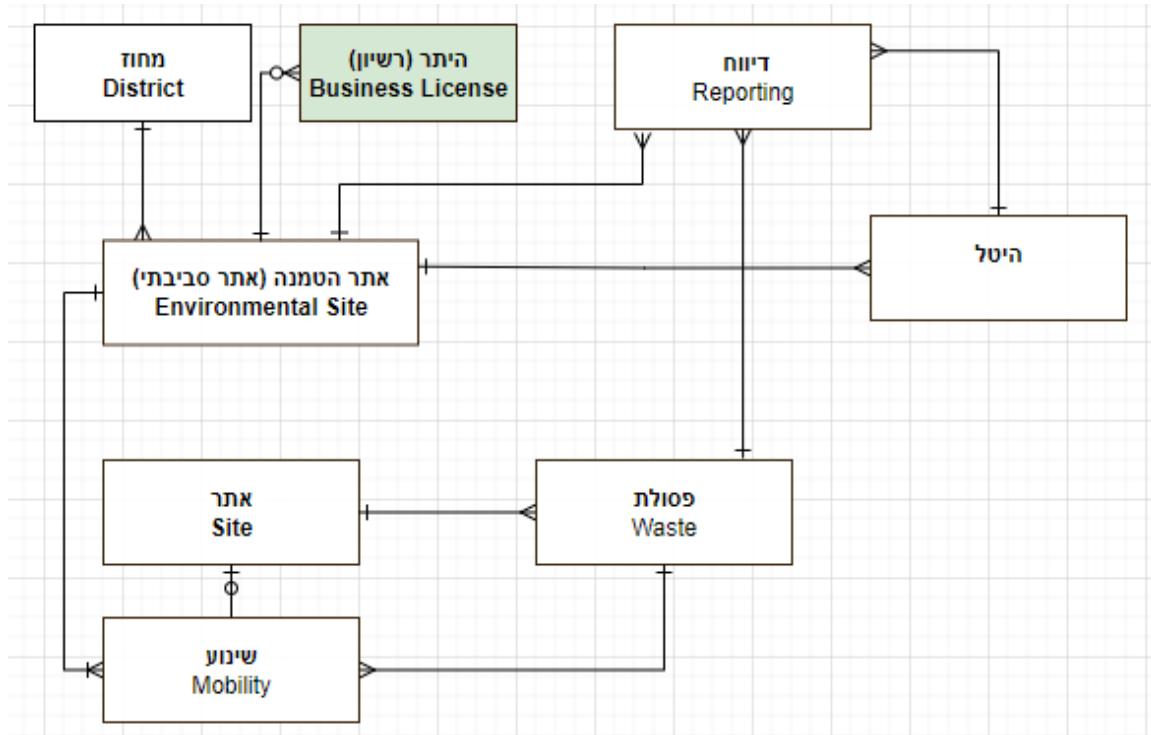 מחוז
District
היתר (רשיון)
Business License
דיווח
Reporting
היטל
אתר הטמנה (אתר סביבתי)
Environmental Site
אתר
Site
פסולת
Waste
שינוע
Mobility